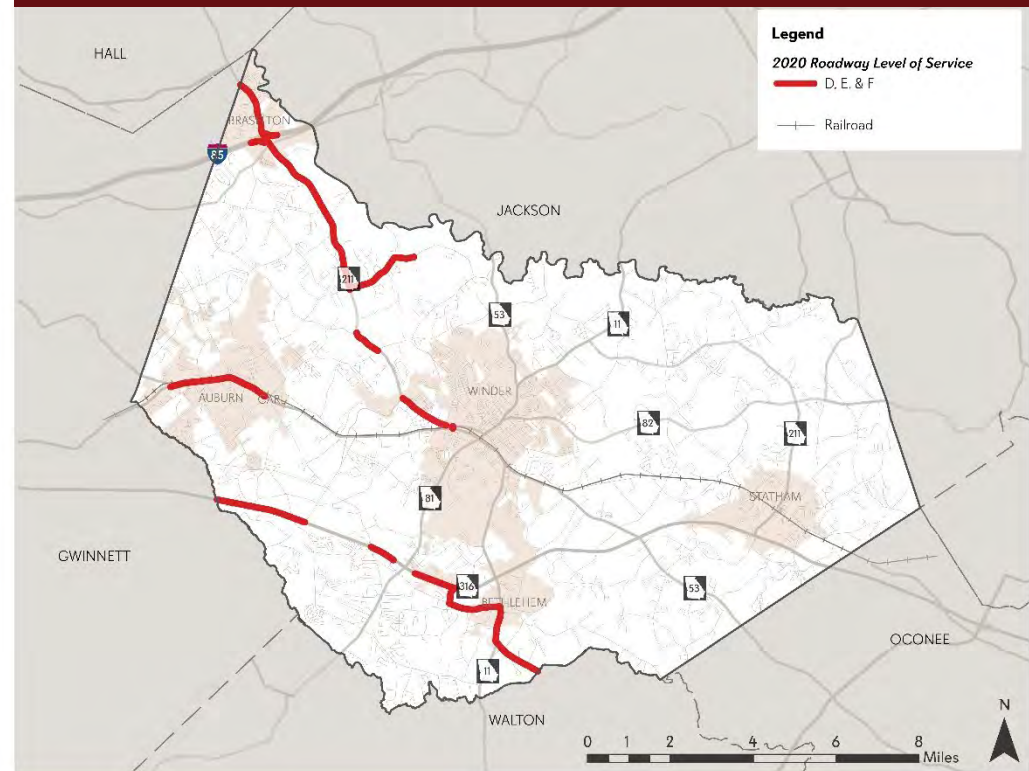 Legend
2020 Roadway Level of Service
D, E, & F
Railroad
HALL
BRASELTON
85
JACKSON
211
53
11
WINDER
AUBURN
CARL
82
211
STATHAM
81
GWINNETT
316
BETHLEHEM
53
OCONEE
11
WALTON
N
0 1 2 4 6 8
Miles